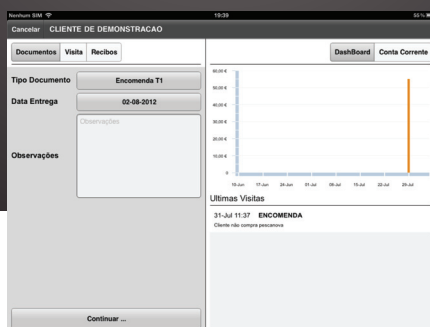 Nenhum SIM 19:39 55%
Cancelar CLIENTE DE DEMONSTRACAO
Documentos Visita Recibos
DashBoard Conta Corrente
Tipo Documento Encomenda T1
Data Entrega 02-08-2012
Observações
Observações
60,00 €
50,00 €
40,00 €
30,00 €
20,00 €
10,00 €
0
10-Jun 17-Jun 24-Jun 01-Jul 08-Jul 15-Jul 22-Jul 29-Jul
Ultimas Visitas
31-Jul 11:37 ENCOMENDA
Cliente não compra pescanova
Continuar ...